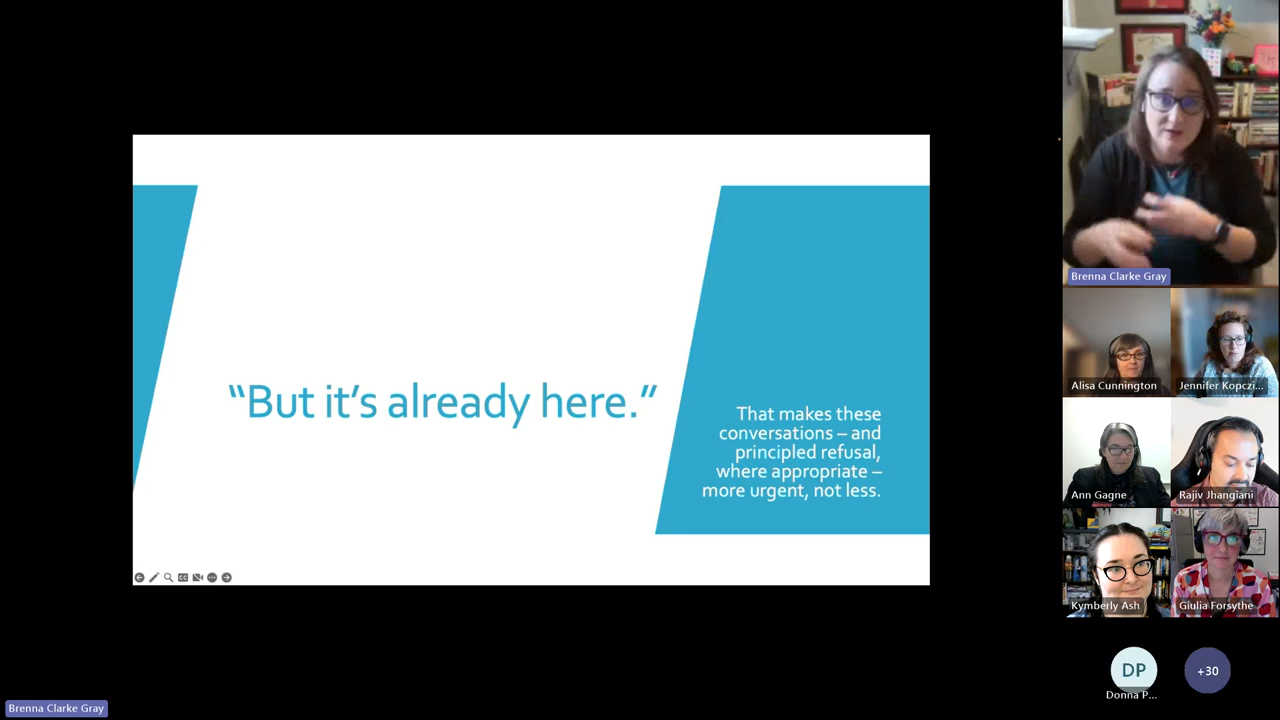 “But it’s already here.”
That makes these
conversations – and
principled refusal,
where appropriate –
more urgent, not less.
Brenna Clarke Gray
Alisa Cunnington
Jennifer Kopczi...
Ann Gagne
Rajiv Jhangiani
Kymberly Ash
Giulia Forsythe
DP
Donna P...
+30
Brenna Clarke Gray